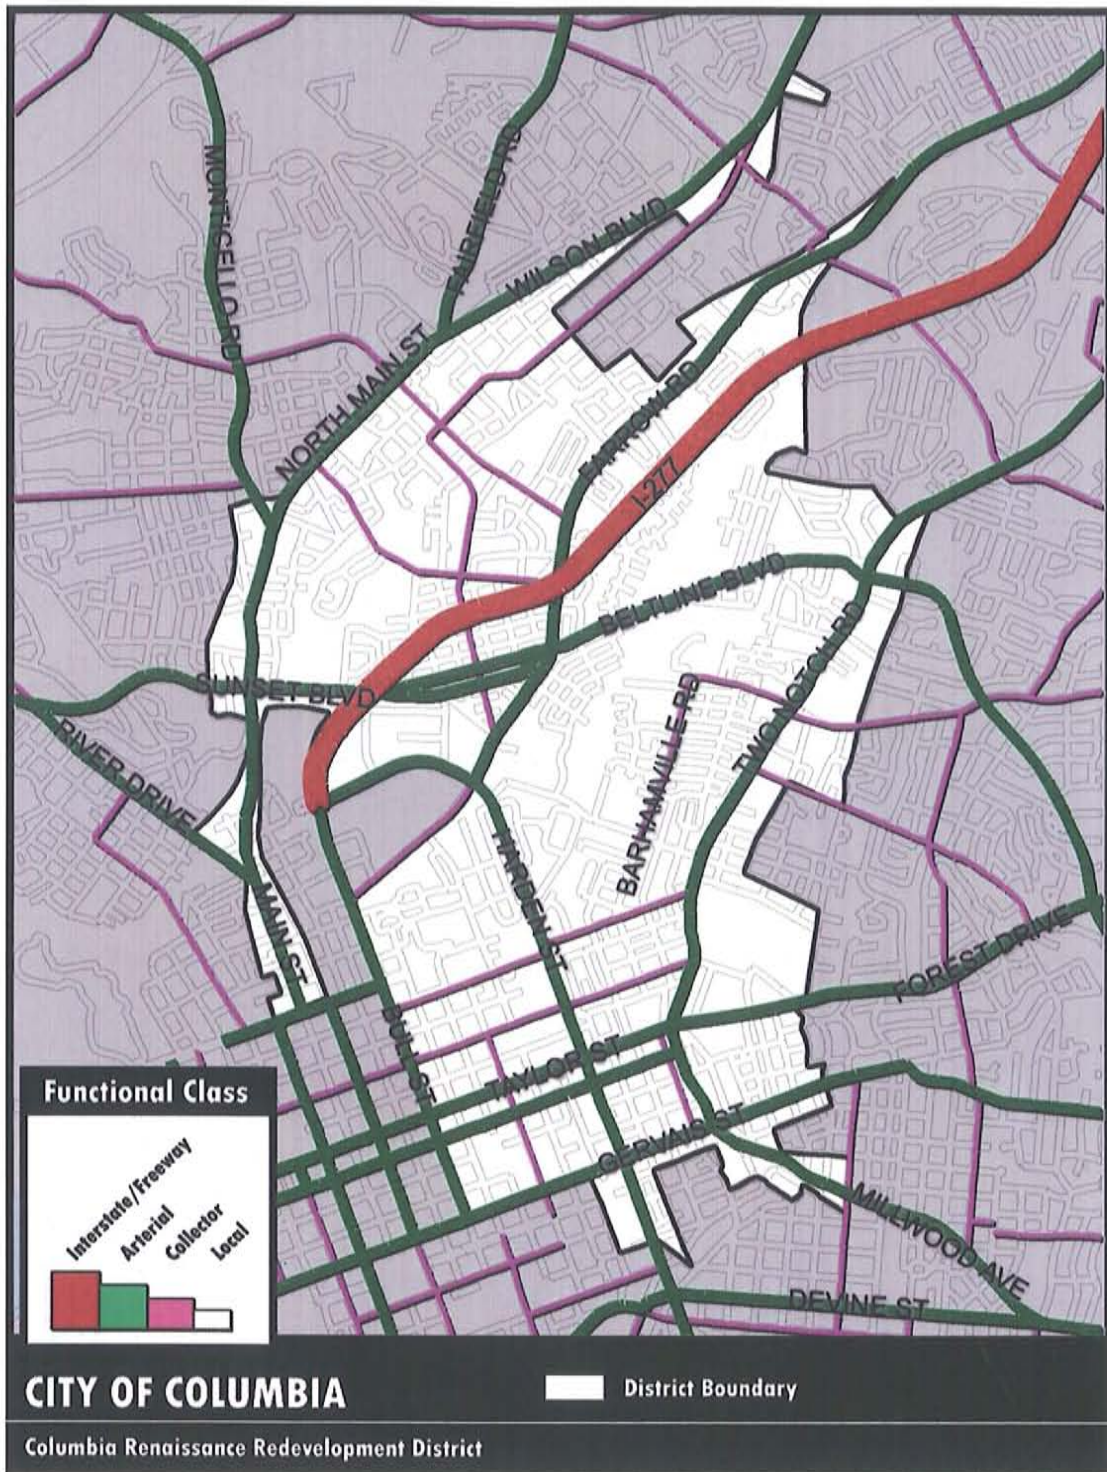 MONTICELLO RD
FAIRFIELD RD
WILSON BLVD
NORTH MAIN ST
FARROW RD
I-277
BELTLINE BLVD
SUNSET BLVD
TWO NOTCH RD
BARHAMVILLE RD
RIVER DRIVE
HARDEN ST
MAIN ST
FOREST DRIVE
BULL ST
TAYLOR ST
GERVAIS ST
MILLWOOD AVE
DEVINE ST
Functional Class
Interstate/Freeway
Arterial
Collector
Local
CITY OF COLUMBIA
District Boundary
Columbia Renaissance Redevelopment District